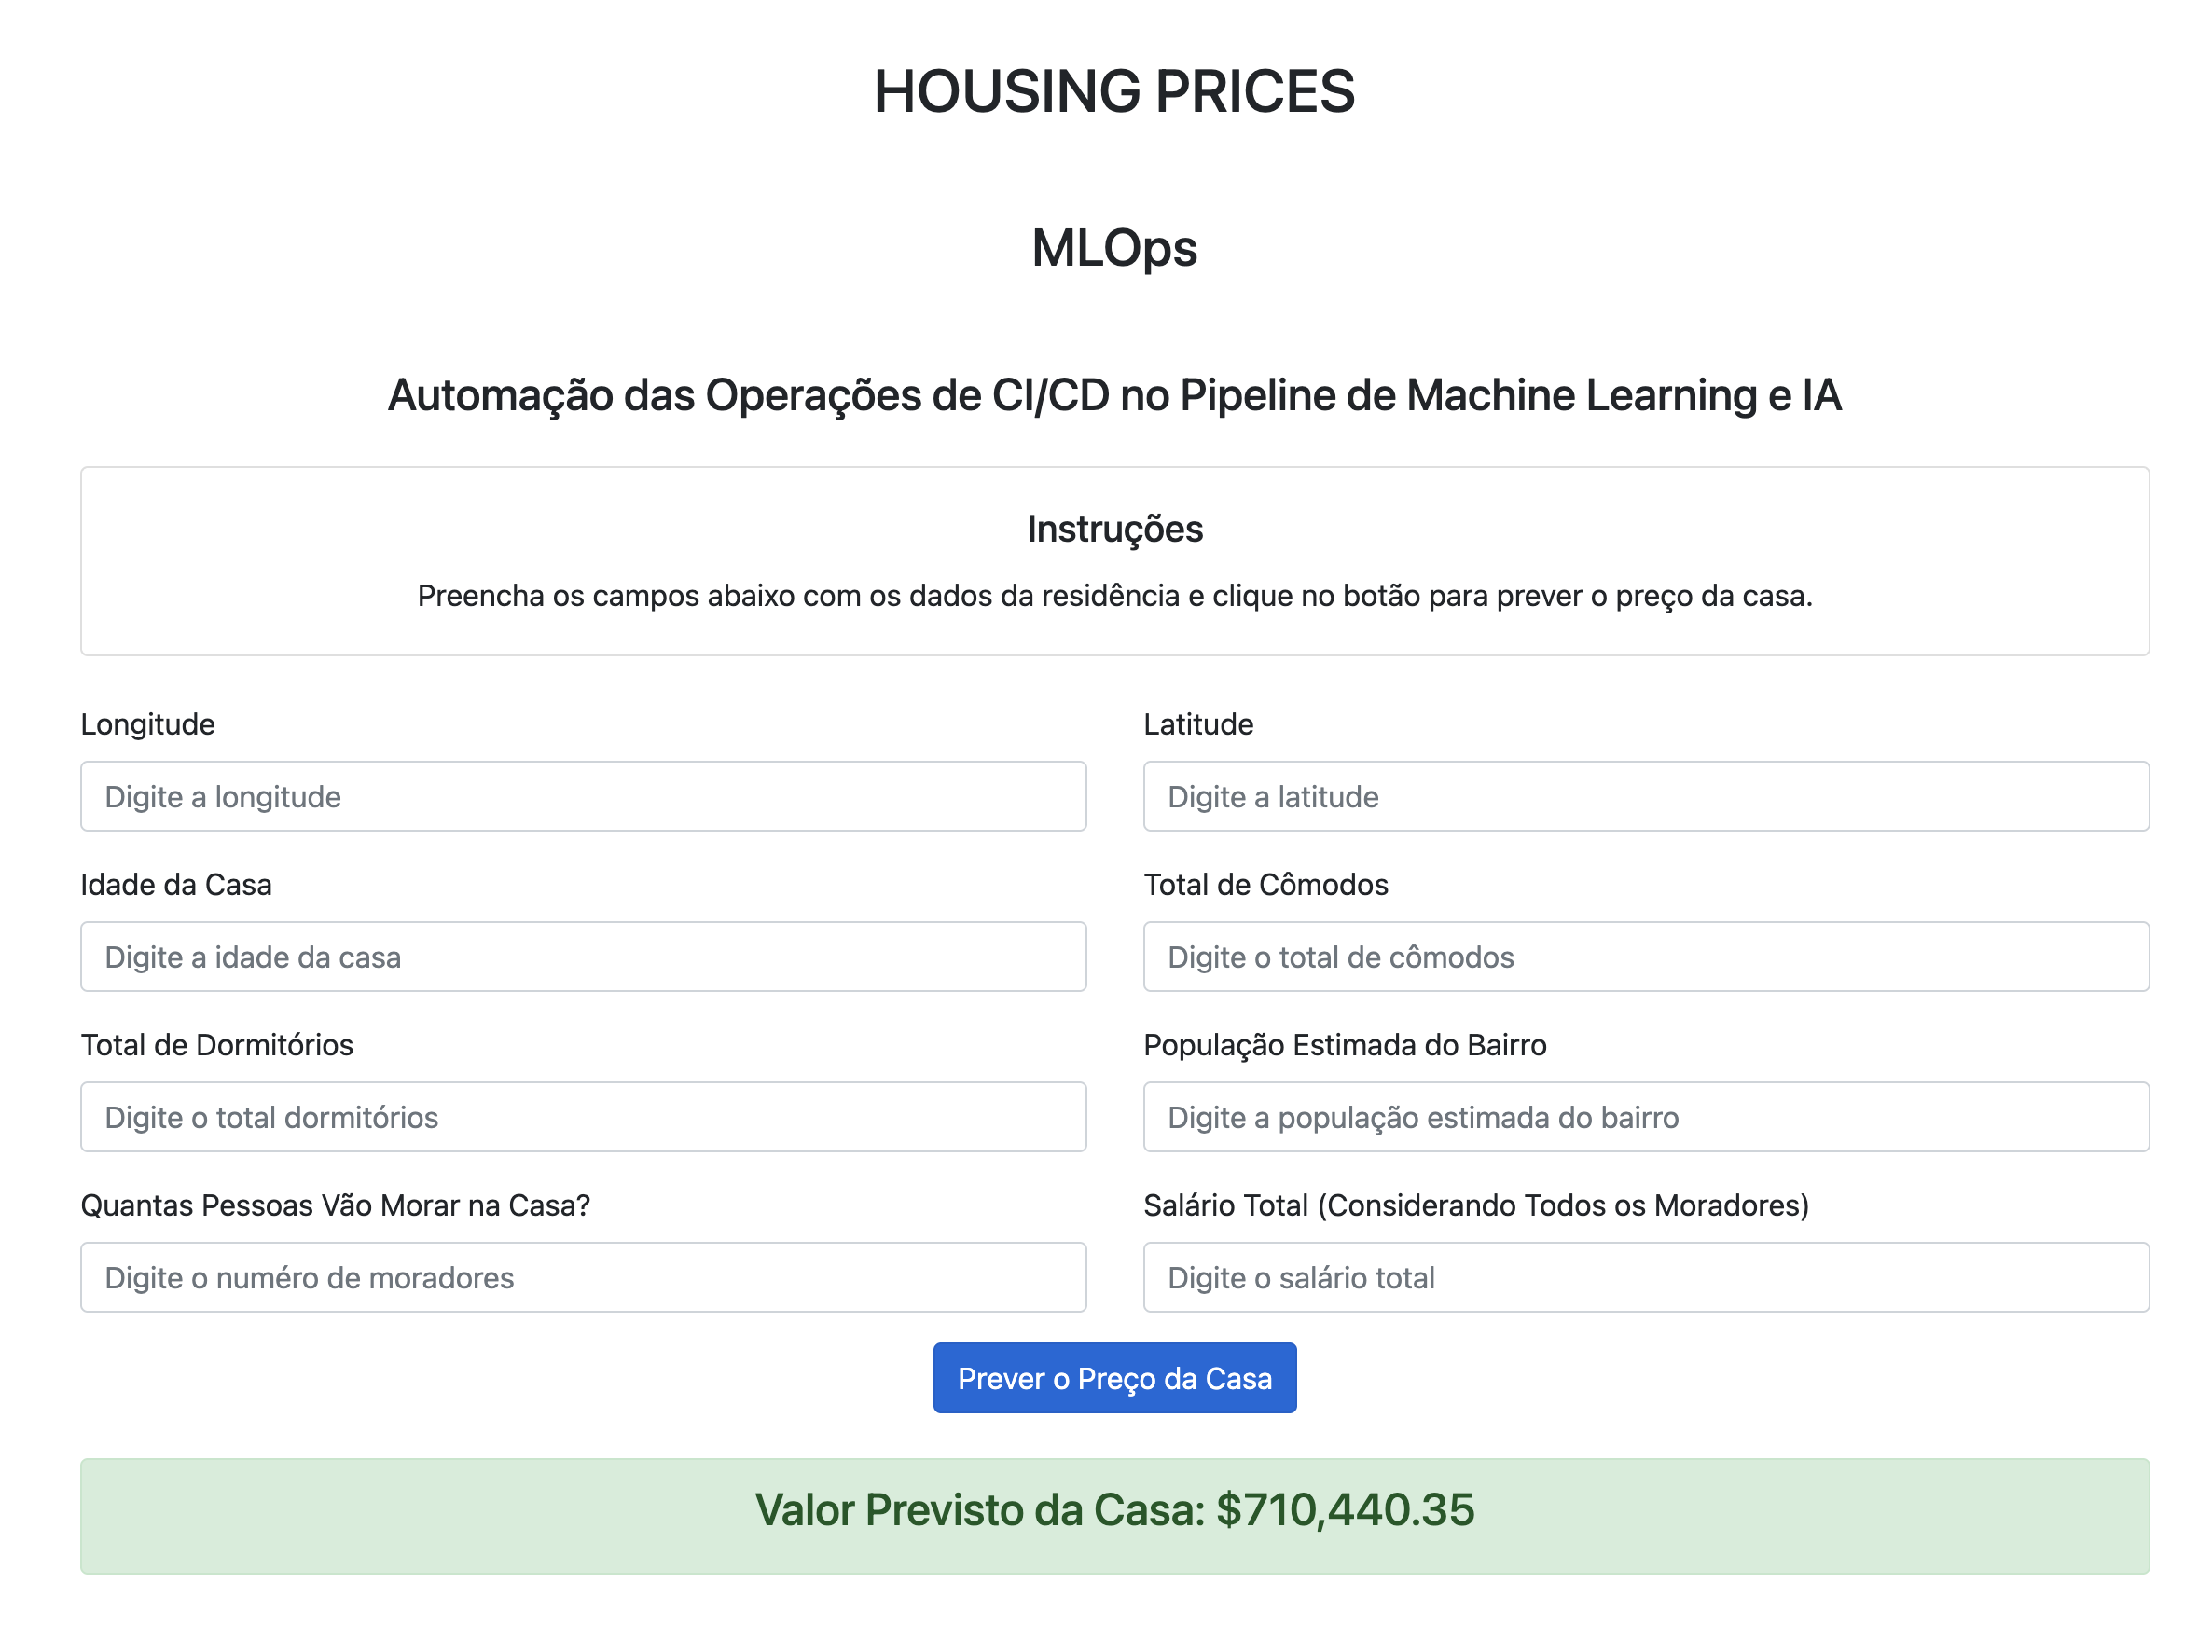 HOUSING PRICES
MLOps
Automação das Operações de CI/CD no Pipeline de Machine Learning e IA
Instruções
Preencha os campos abaixo com os dados da residência e clique no botão para prever o preço da casa.
Longitude
Digite a longitude
Latitude
Digite a latitude
Idade da Casa
Digite a idade da casa
Total de Cômodos
Digite o total de cômodos
Total de Dormitórios
Digite o total dormitórios
População Estimada do Bairro
Digite a população estimada do bairro
Quantas Pessoas Vão Morar na Casa?
Digite o numéro de moradores
Salário Total (Considerando Todos os Moradores)
Digite o salário total
Prever o Preço da Casa
Valor Previsto da Casa: $710,440.35